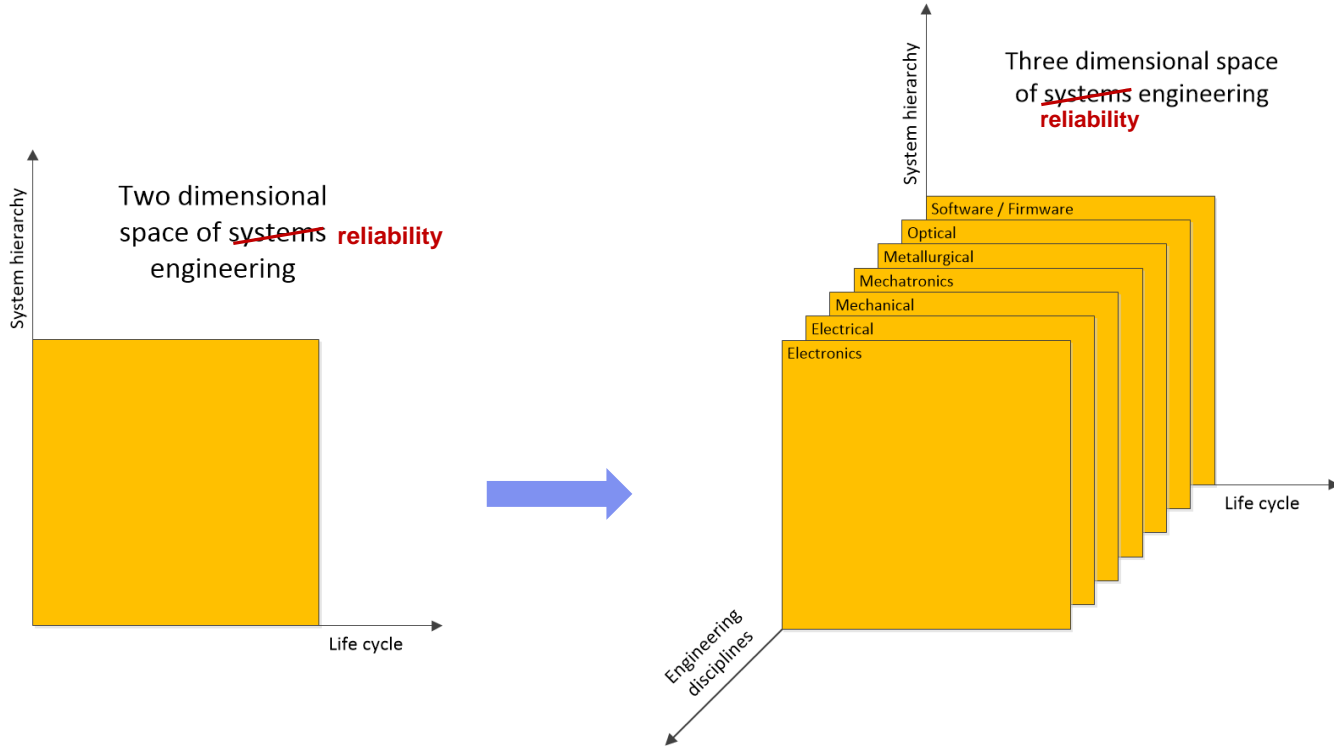 System hierarchy
Two dimensional
space of systems reliability
engineering
Life cycle
System hierarchy
Three dimensional space
of systems engineering
reliability
Software / Firmware
Optical
Metallurgical
Mechatronics
Mechanical
Electrical
Electronics
Life cycle
Engineering
disciplines